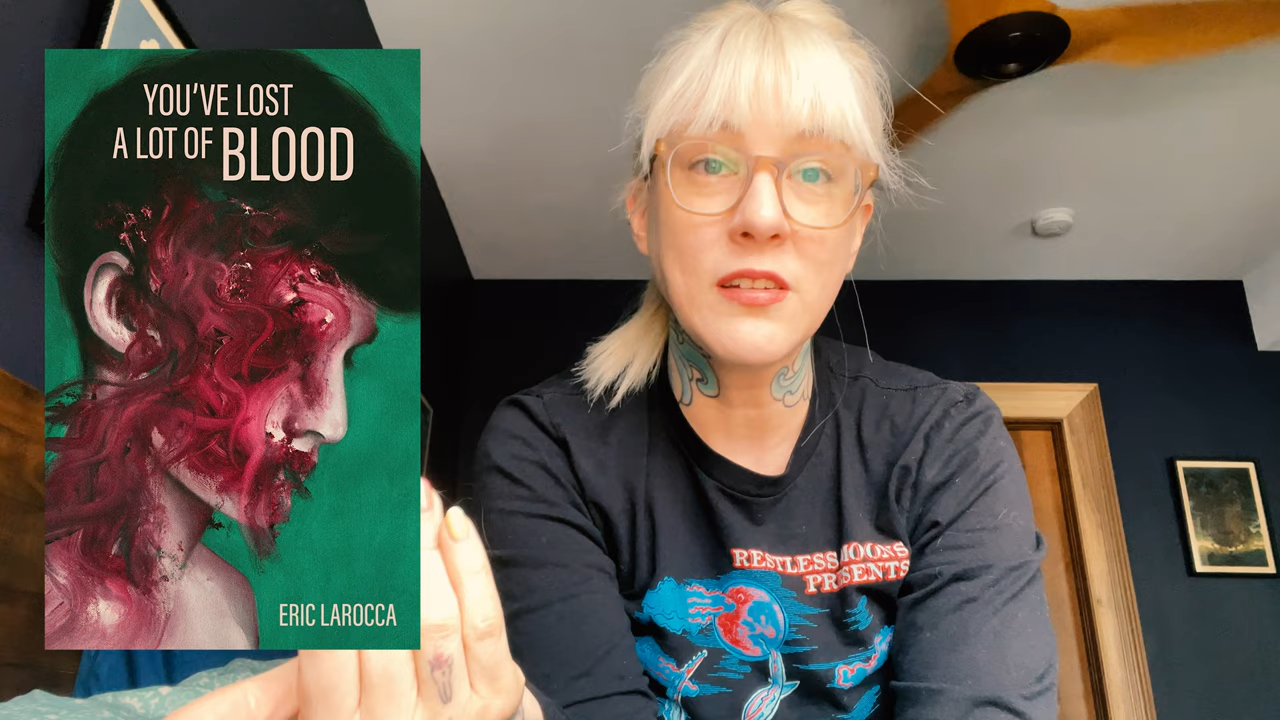 YOU'VE LOST
A LOT OF BLOOD
ERIC LAROCCA
RESTLESS MOONS
PRESENTS